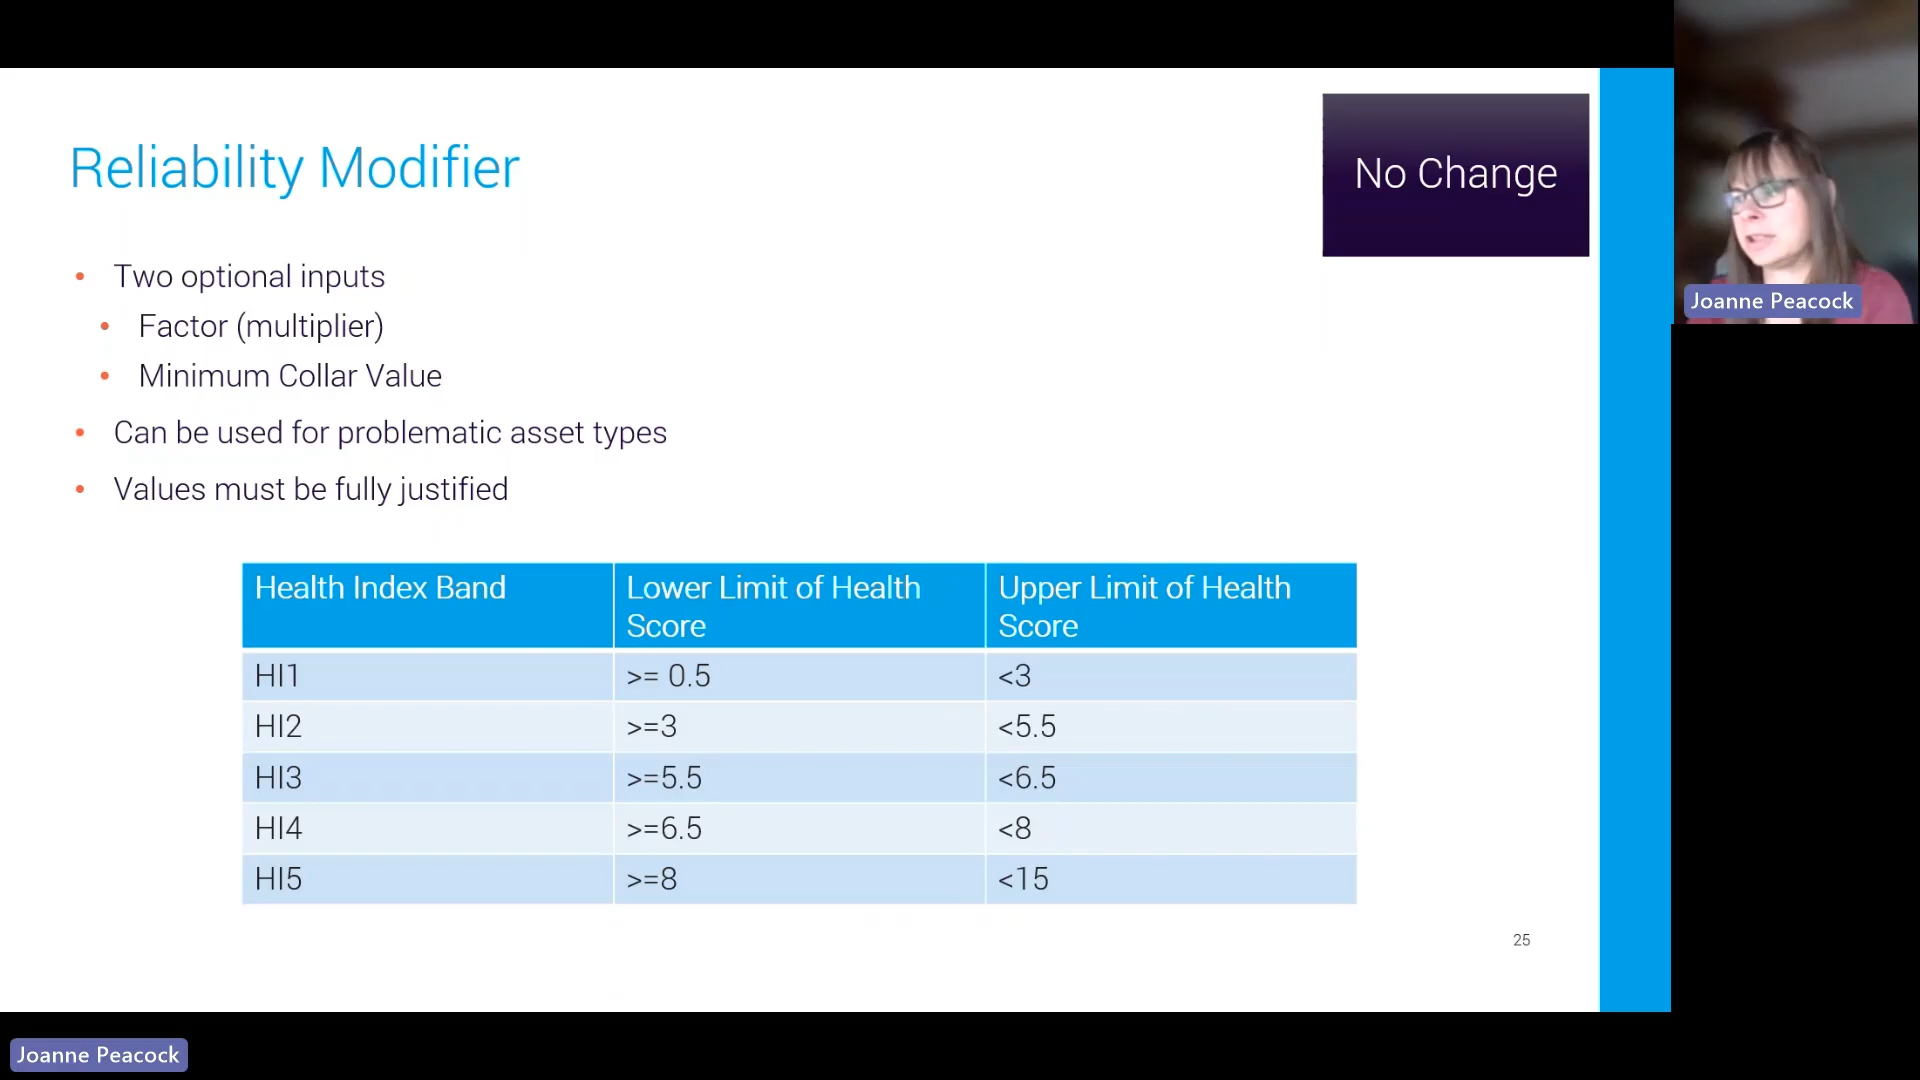 Reliability Modifier
No Change
• Two optional inputs
• Factor (multiplier)
• Minimum Collar Value
• Can be used for problematic asset types
• Values must be fully justified
Health Index Band
Lower Limit of Health
Score
Upper Limit of Health
Score
HI1 >= 0.5 <3
HI2 >=3 <5.5
HI3 >=5.5 <6.5
HI4 >=6.5 <8
HI5 >=8 <15
25
Joanne Peacock
Joanne Peacock